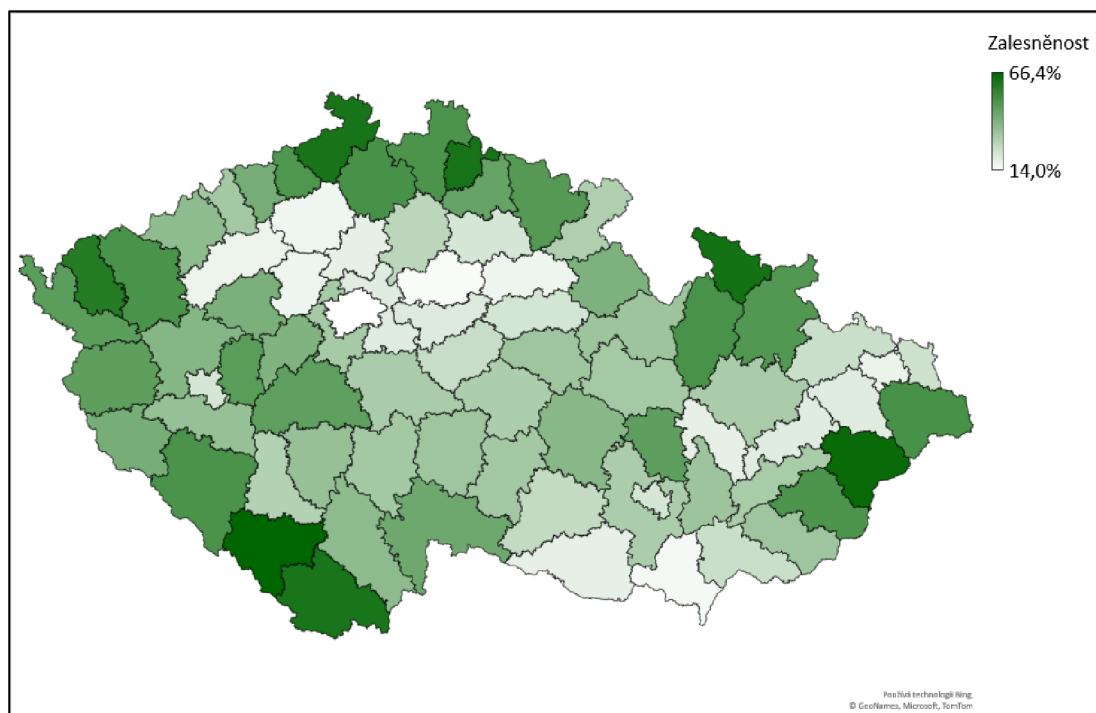 Zalesněnost
66,4%
14,0%
Používá technologii Bing.
© GeoNames, Microsoft, TomTom